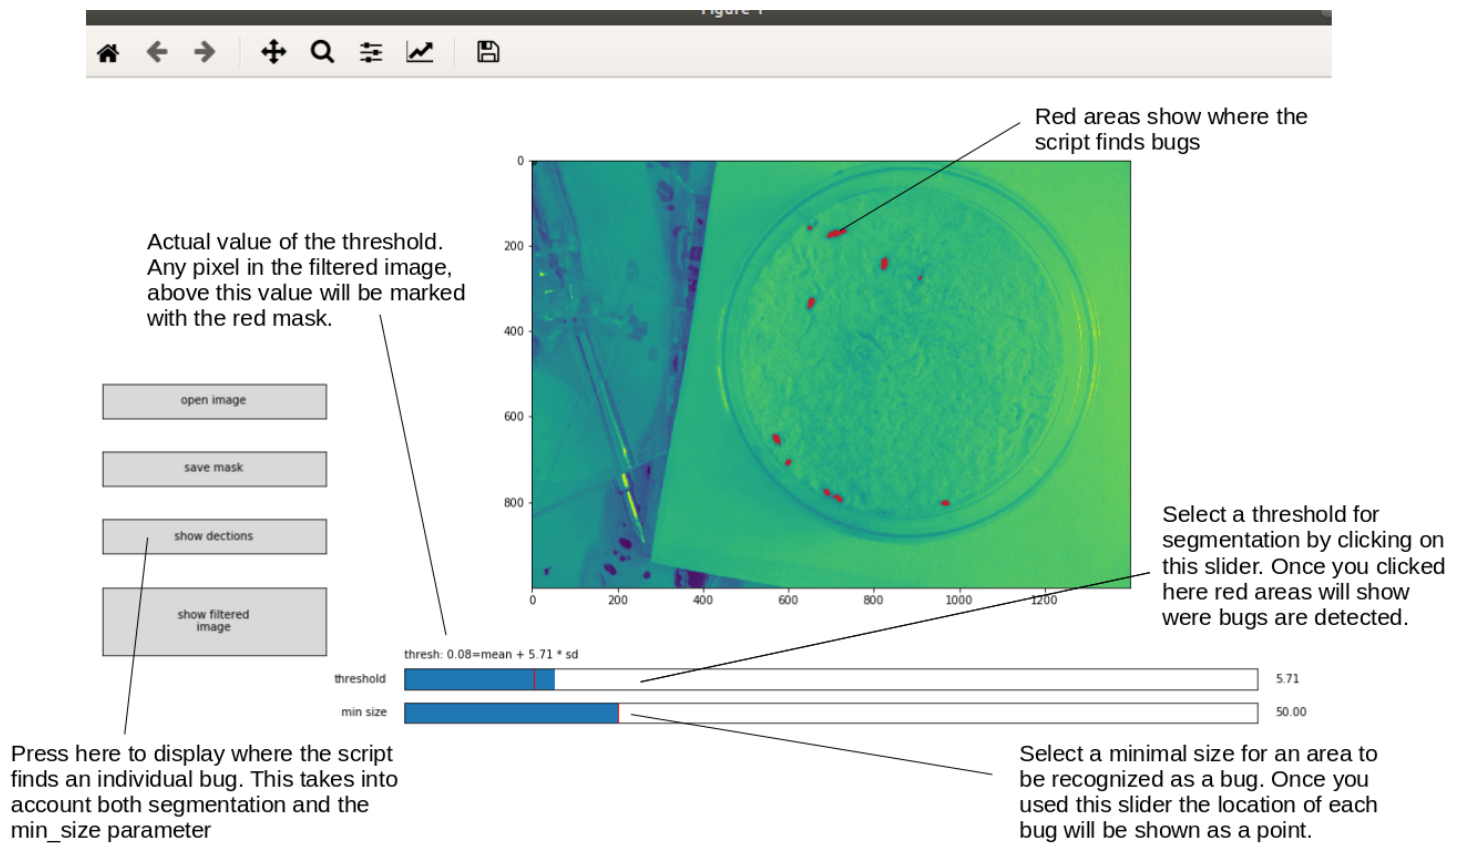 Figure 1
Red areas show where the
script finds bugs
Actual value of the threshold.
Any pixel in the filtered image,
above this value will be marked
with the red mask.
0
200
400
600
800
0
200
400
600
800
1000
1200
open image
save mask
show dections
show filtered
image
Select a threshold for
segmentation by clicking on
this slider. Once you clicked
here red areas will show
were bugs are detected.
thresh: 0.08=mean + 5.71 * sd
threshold
5.71
min size
50.00
Press here to display where the script
finds an individual bug. This takes into
account both segmentation and the
min_size parameter
Select a minimal size for an area to
be recognized as a bug. Once you
used this slider the location of each
bug will be shown as a point.